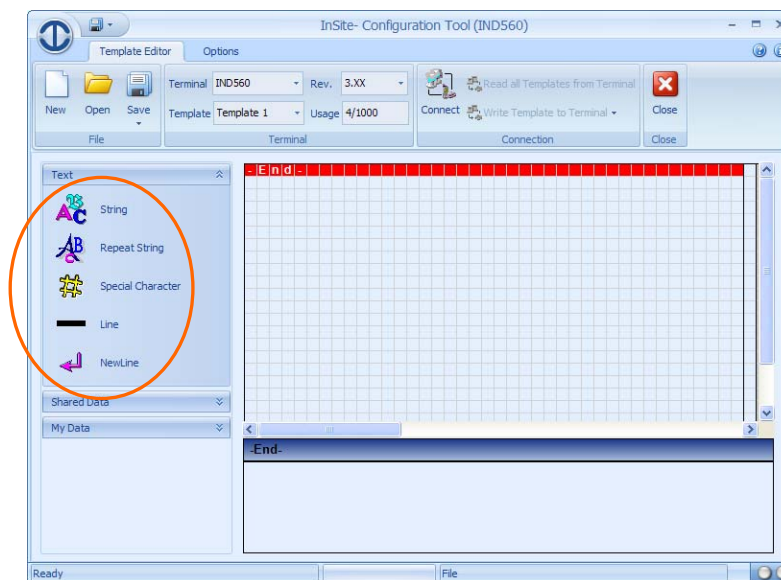 InSite- Configuration Tool (IND560)
Template Editor Options
Terminal IND560 Rev. 3.XX
Read all Templates from Terminal
New Open Save Template Template 1 Usage 4/1000 Connect Write Template to Terminal Close
File Terminal Connection Close
Text
-End-
String
Repeat String
Special Character
Line
NewLine
Shared Data
My Data
-End-
Ready File